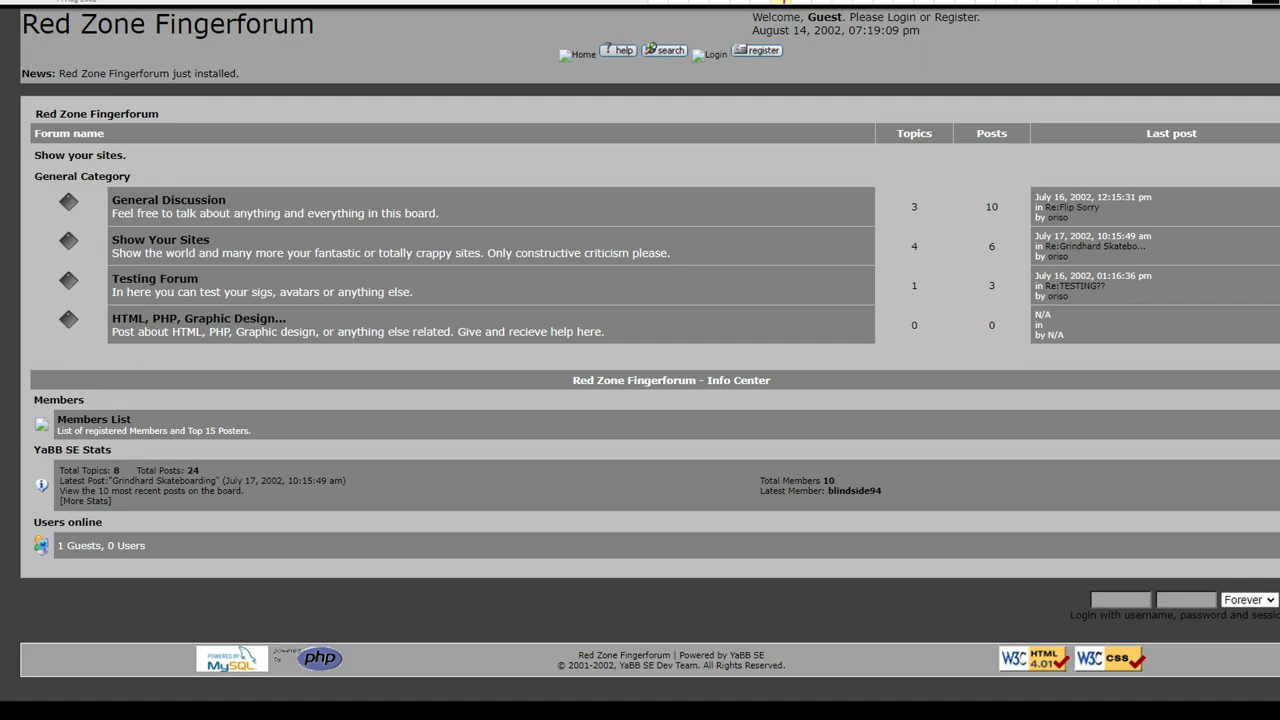 Red Zone Fingerforum
Welcome, Guest. Please Login or Register.
August 14, 2002, 07:19:09 pm
Home help search Login register
News: Red Zone Fingerforum just installed.
Red Zone Fingerforum
Forum name Topics Posts Last post
Show your sites.
General Category
General Discussion
Feel free to talk about anything and everything in this board.
3 10
July 16, 2002, 12:15:31 pm
in Re:Flip Sorry
by oriso
Show Your Sites
Show the world and many more your fantastic or totally crappy sites. Only constructive criticism please.
4 6
July 17, 2002, 10:15:49 am
in Re:Grindhard Skatebo...
by oriso
Testing Forum
In here you can test your sigs, avatars or anything else.
1 3
July 16, 2002, 01:16:36 pm
in Re:TESTING??
by oriso
HTML, PHP, Graphic Design...
Post about HTML, PHP, Graphic design, or anything else related. Give and recieve help here.
0 0
N/A
in
by N/A
Red Zone Fingerforum - Info Center
Members
Members List
List of registered Members and Top 15 Posters.
YaBB SE Stats
Total Topics: 8 Total Posts: 24
Latest Post:"Grindhard Skateboarding" (July 17, 2002, 10:15:49 am)
View the 10 most recent posts on the board.
[More Stats]
Total Members 10
Latest Member: blindside94
Users online
1 Guests, 0 Users
Forever
Login with username, password and
POWERED BY
MySQL
powered
by
php
Red Zone Fingerforum | Powered by YaBB SE
© 2001-2002, YaBB SE Dev Team. All Rights Reserved.
W3C HTML 4.01
W3C css